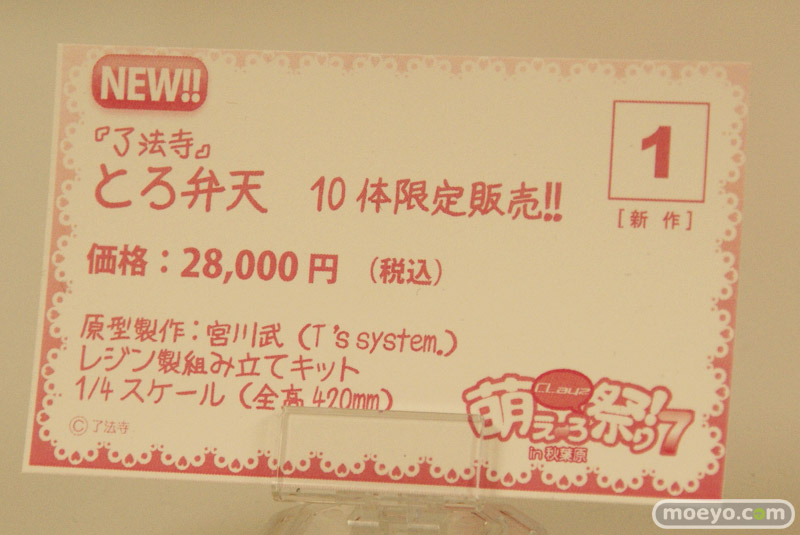 NEW!!
『了法寺』
とろ弁天 10体限定販売!!
1
[新作]
価格:28,000円 (税込)
原型製作:宮川武(T's system.)
レジン製組み立てキット
1/4スケール(全高420mm)
©了法寺
CLayz
萌えーろ祭り!7
in 秋葉原
moeyo.com